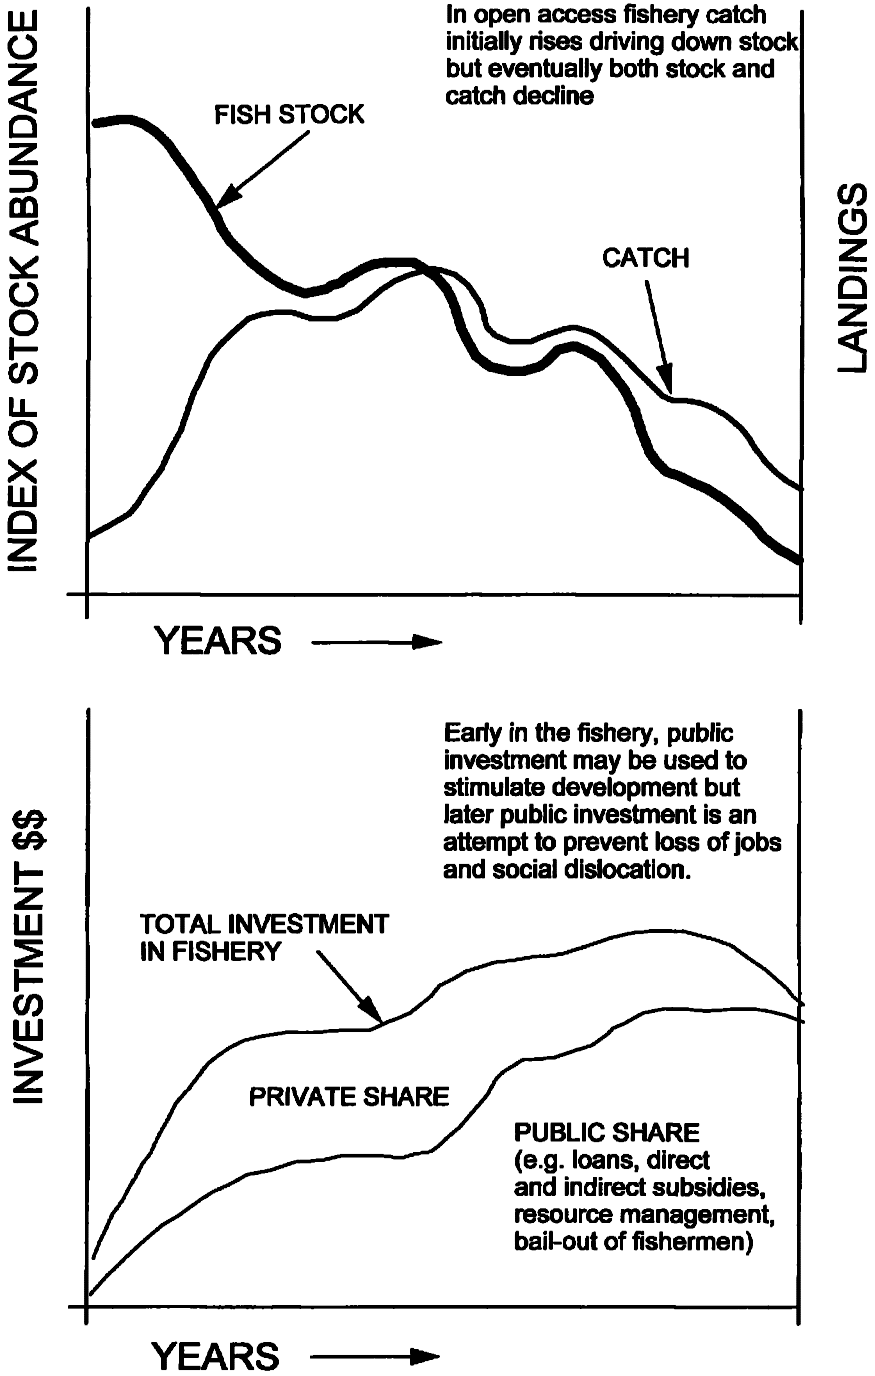 In open access fishery catch
initially rises driving down stock
but eventually both stock and
catch decline
FISH STOCK
CATCH
INDEX OF STOCK ABUNDANCE
LANDINGS
YEARS
Early in the fishery, public
investment may be used to
stimulate development but
later public investment is an
attempt to prevent loss of jobs
and social dislocation.
TOTAL INVESTMENT
IN FISHERY
INVESTMENT $$
PRIVATE SHARE
PUBLIC SHARE
(e.g. loans, direct
and indirect subsidies,
resource management,
bail-out of fishermen)
YEARS